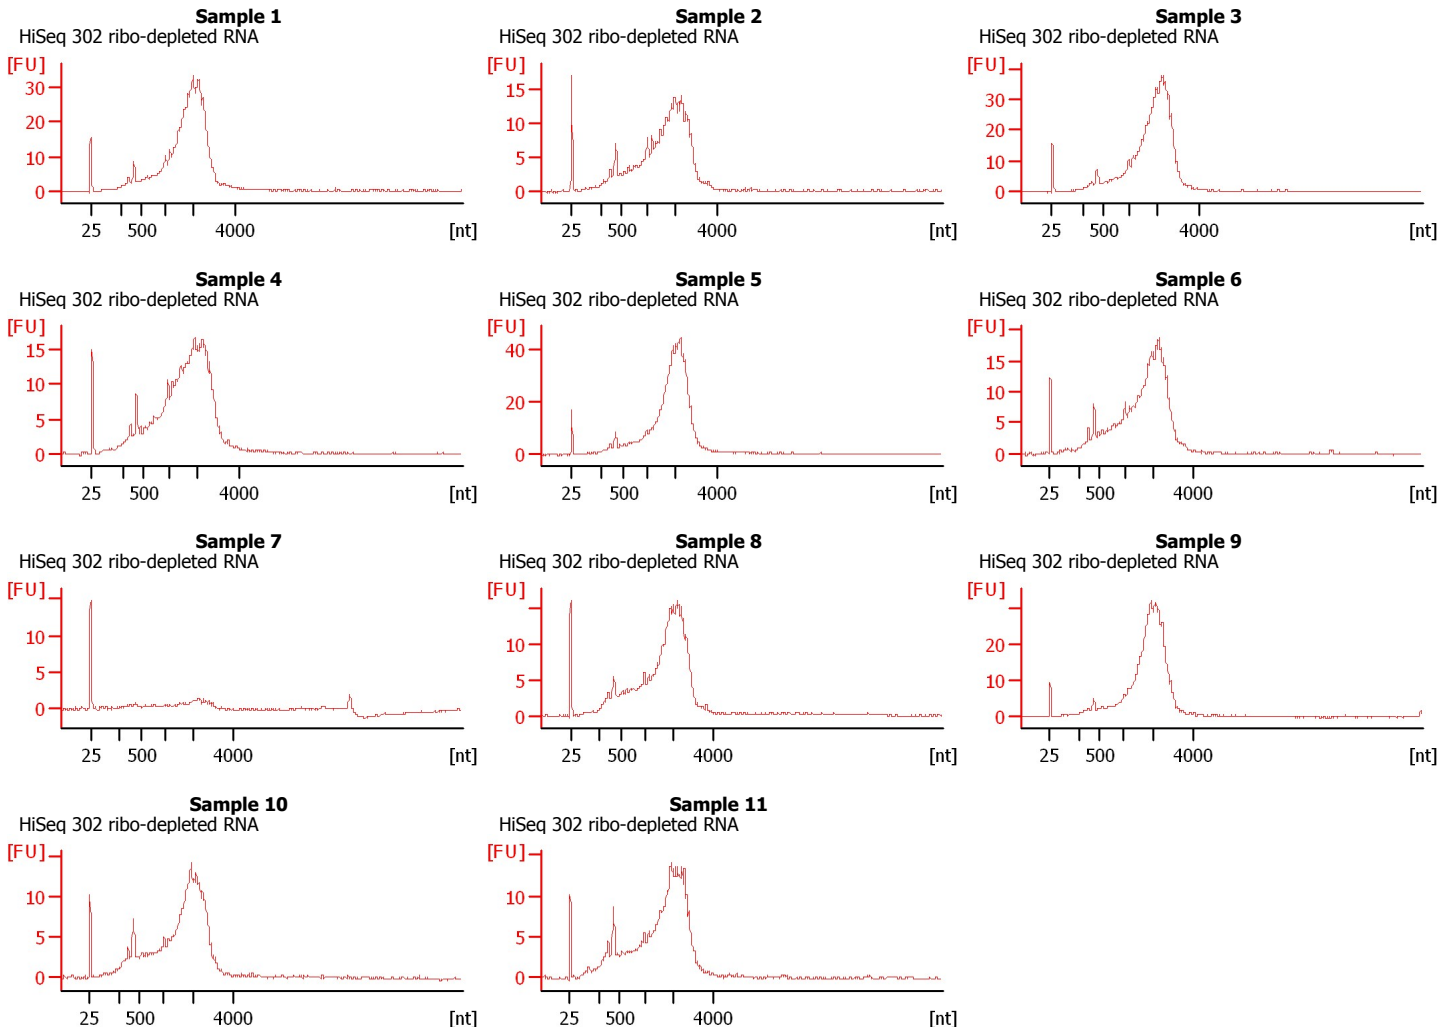 Sample 1
HiSeq 302 ribo-depleted RNA
[FU]
30
20
10
0
25 500 4000 [nt]
Sample 2
HiSeq 302 ribo-depleted RNA
[FU]
15
10
5
0
25 500 4000 [nt]
Sample 3
HiSeq 302 ribo-depleted RNA
[FU]
30
20
10
0
25 500 4000 [nt]
Sample 4
HiSeq 302 ribo-depleted RNA
[FU]
15
10
5
0
25 500 4000 [nt]
Sample 5
HiSeq 302 ribo-depleted RNA
[FU]
40
20
0
25 500 4000 [nt]
Sample 6
HiSeq 302 ribo-depleted RNA
[FU]
15
10
5
0
25 500 4000 [nt]
Sample 7
HiSeq 302 ribo-depleted RNA
[FU]
10
5
0
25 500 4000 [nt]
Sample 8
HiSeq 302 ribo-depleted RNA
[FU]
10
5
0
25 500 4000 [nt]
Sample 9
HiSeq 302 ribo-depleted RNA
[FU]
20
10
0
25 500 4000 [nt]
Sample 10
HiSeq 302 ribo-depleted RNA
[FU]
10
5
0
25 500 4000 [nt]
Sample 11
HiSeq 302 ribo-depleted RNA
[FU]
10
5
0
25 500 4000 [nt]